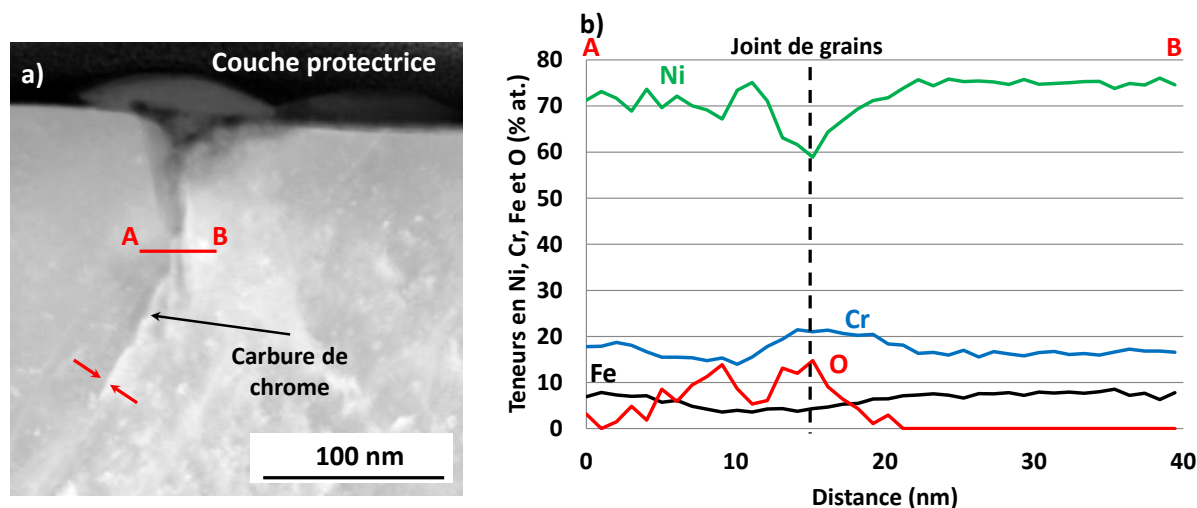 a)
Couche protectrice
A B
Carbure de
chrome
100 nm
b)
Joint de grains
A B
Teneurs en Ni, Cr, Fe et O (% at.)
80
70
60
50
40
30
20
10
0
Ni
Cr
Fe
O
0 10 20 30 40
Distance (nm)